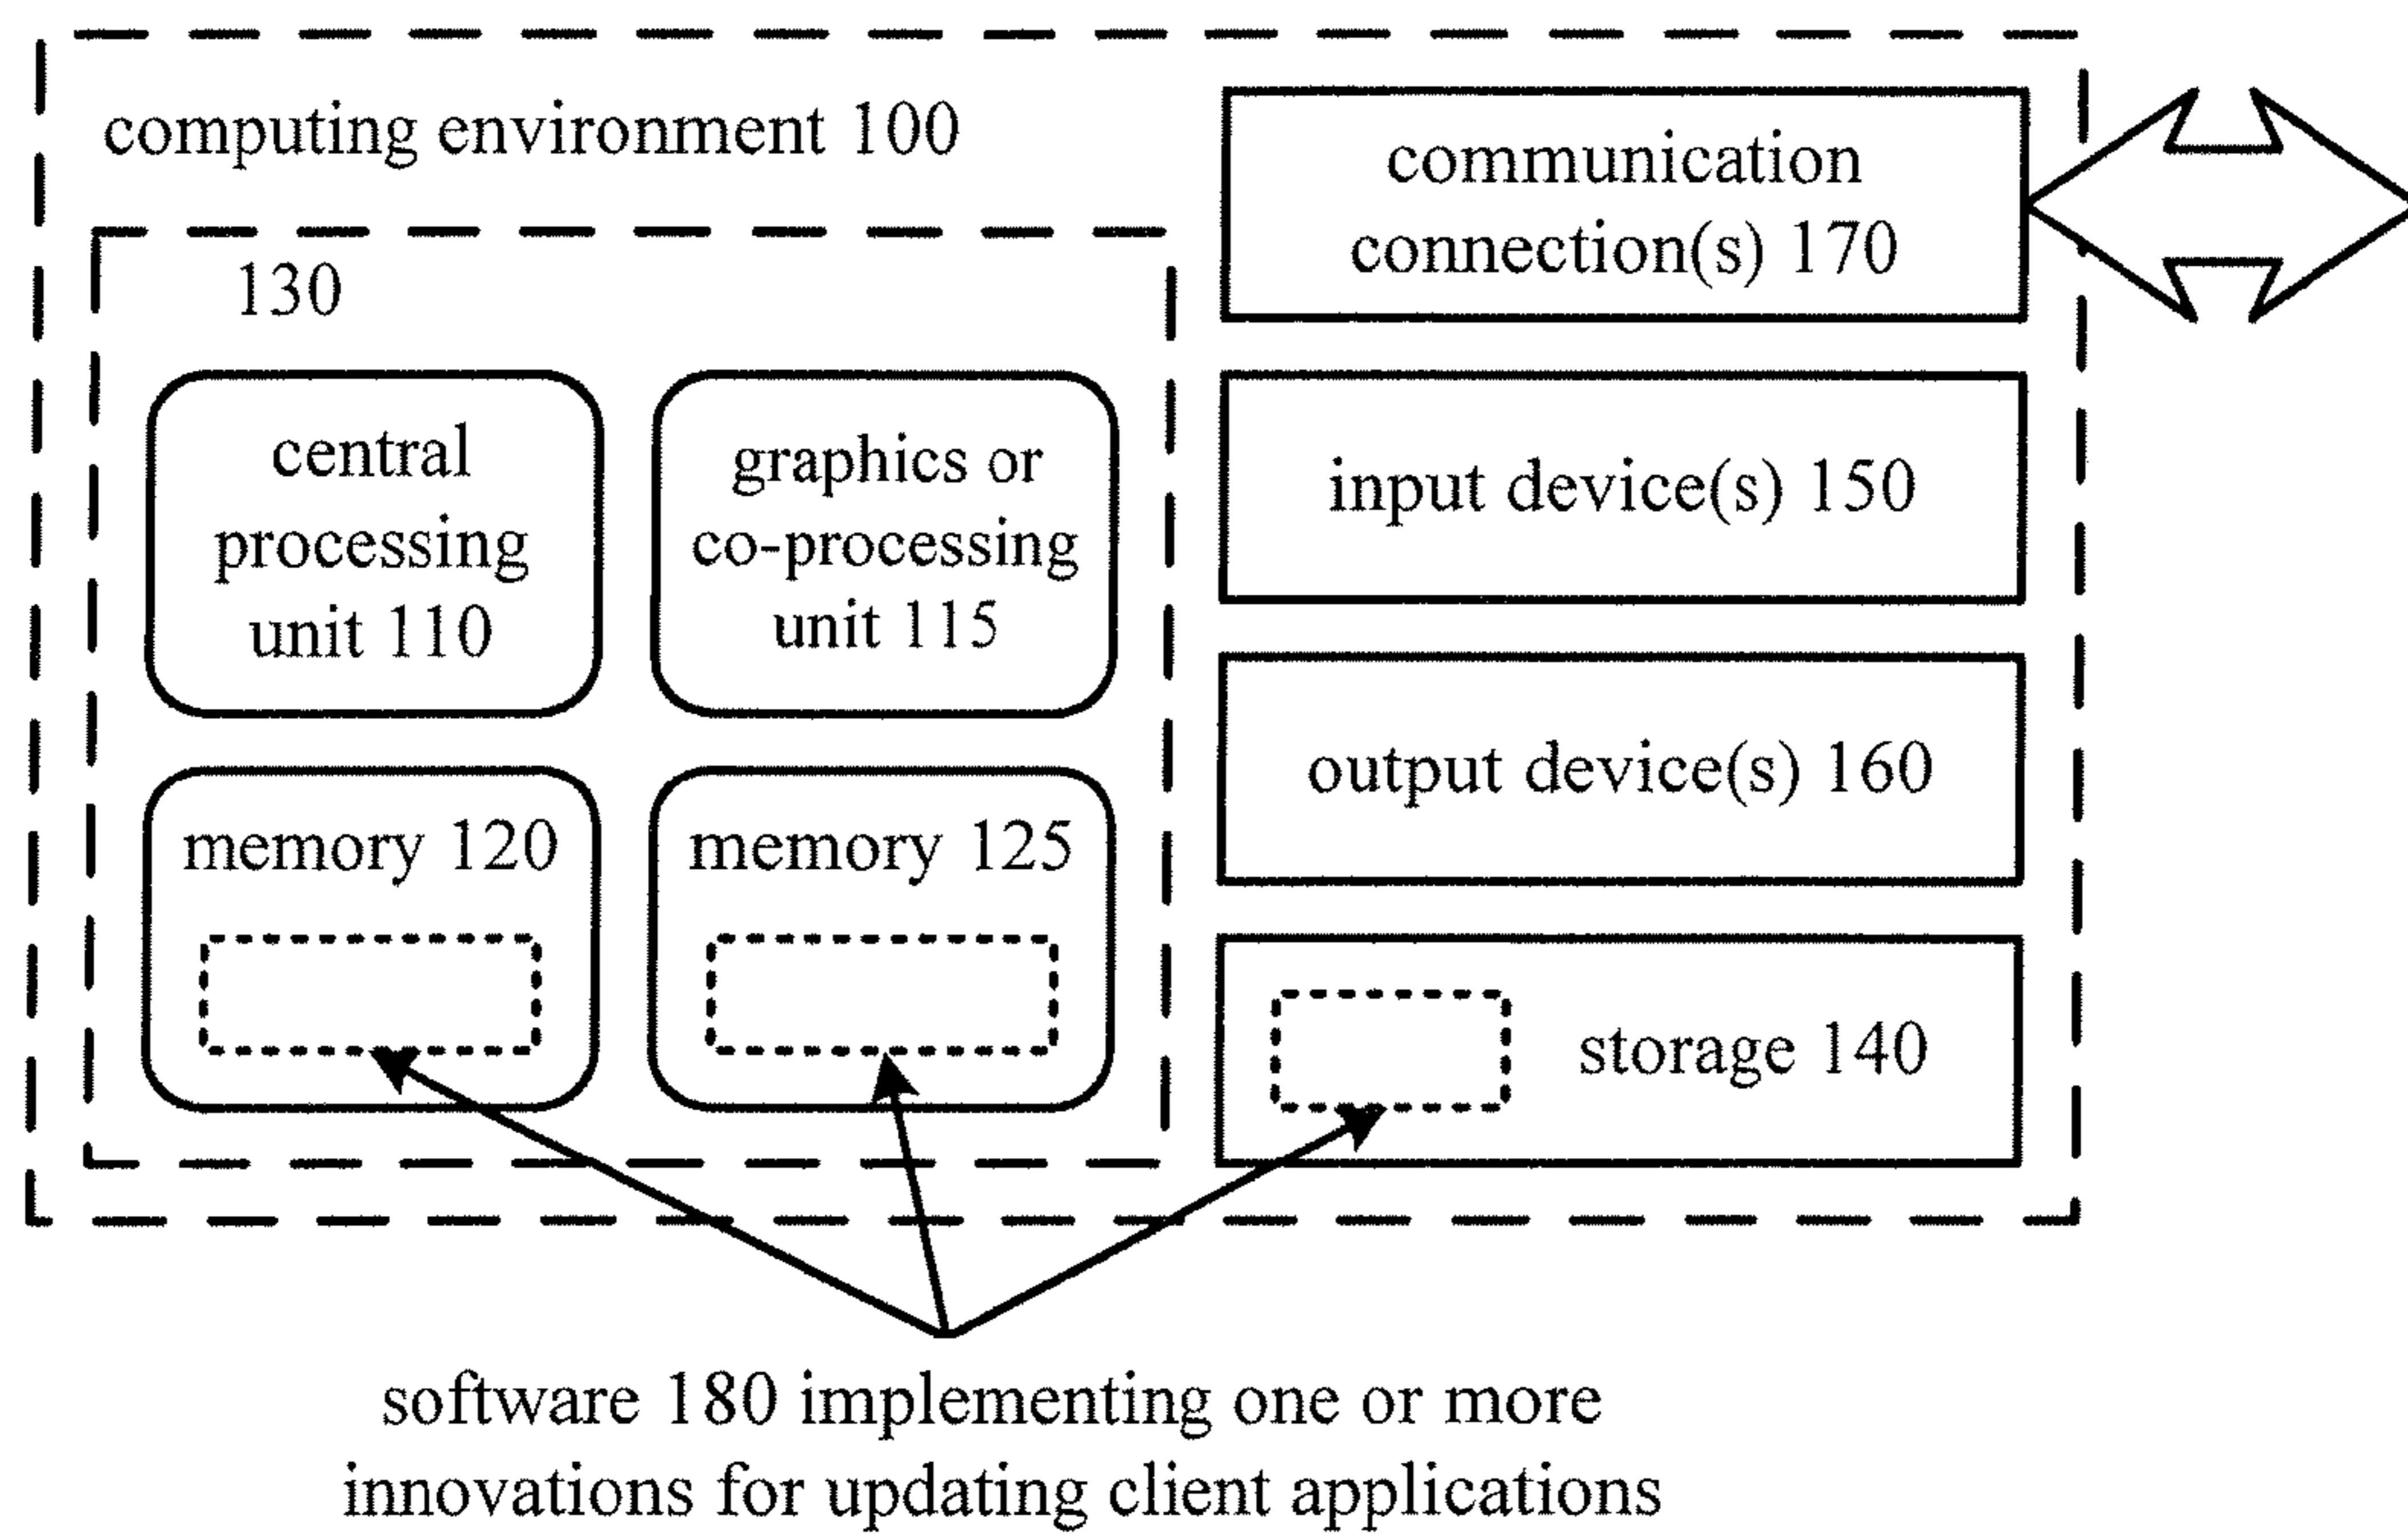 computing environment 100
130
central
processing
unit 110
graphics or
co-processing
unit 115
memory 120
memory 125
communication
connection(s) 170
input device(s) 150
output device(s) 160
storage 140
software 180 implementing one or more
innovations for updating client applications